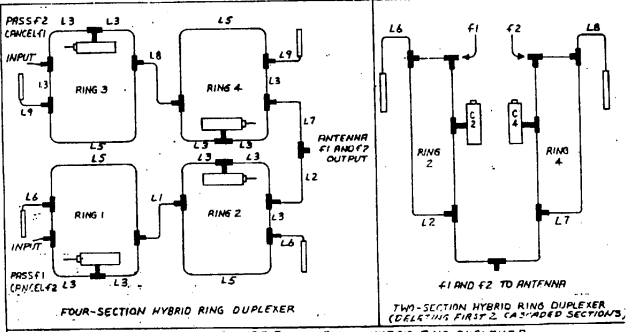 L3 L3
PASS f2
CANCEL f1
INPUT
L3
L9
RING 3
L5
L8
L5
RING 4
L9
L3
L7
L3 L3
ANTENNA
f1 AND f2
OUTPUT
L2
L5
L6
RING 1
INPUT
PASS f1
CANCEL f2
L3 L3
L1
L3 L3
RING 2
L3
L6
L5
FOUR-SECTION HYBRID RING DUPLEXER
L6
f1
f2
L8
C2
C4
RING 2
RING 4
L2
L7
f1 AND f2 TO ANTENNA
TWO-SECTION HYBRID RING DUPLEXER
(DELETING FIRST 2 CASCADED SECTIONS)